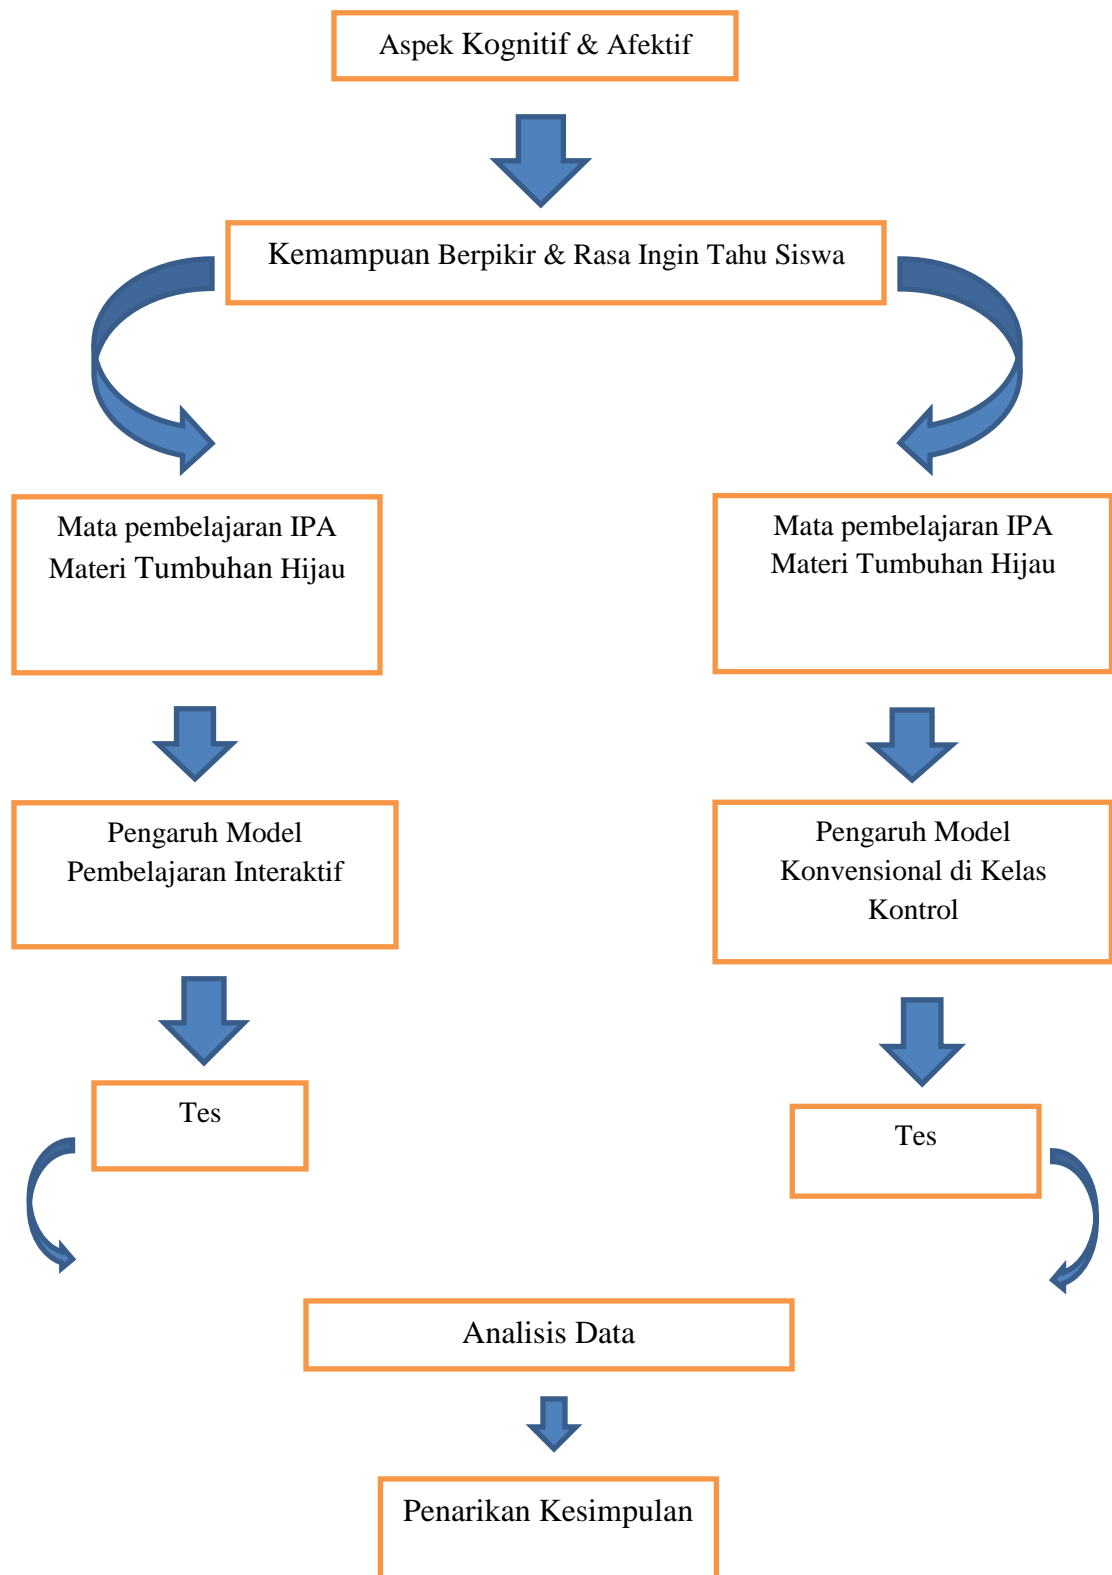 Aspek Kognitif & Afektif
Kemampuan Berpikir & Rasa Ingin Tahu Siswa
Mata pembelajaran IPA
Materi Tumbuhan Hijau
Mata pembelajaran IPA
Materi Tumbuhan Hijau
Pengaruh Model
Pembelajaran Interaktif
Pengaruh Model
Konvensional di Kelas
Kontrol
Tes
Tes
Analisis Data
Penarikan Kesimpulan